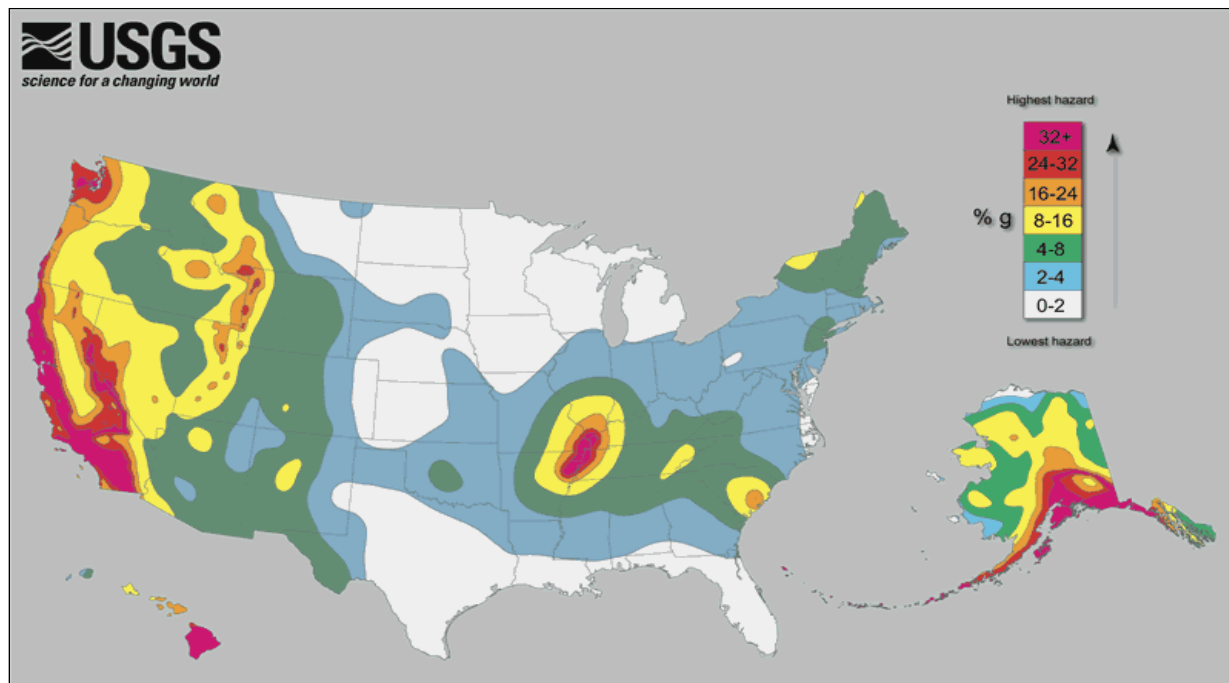 USGS
science for a changing world
Highest hazard
32+
24-32
16-24
% g
8-16
4-8
2-4
0-2
Lowest hazard